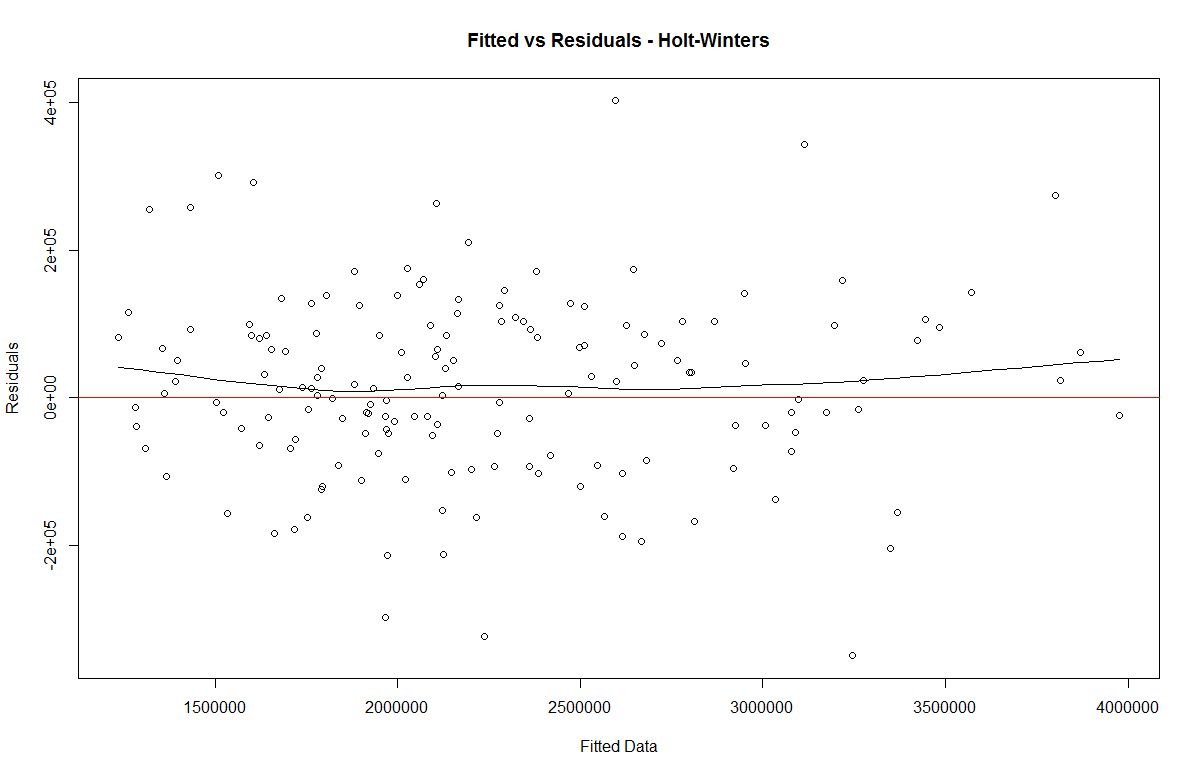 Fitted vs Residuals - Holt-Winters
Residuals
4e+05
2e+05
0e+00
-2e+05
1500000 2000000 2500000 3000000 3500000 4000000
Fitted Data